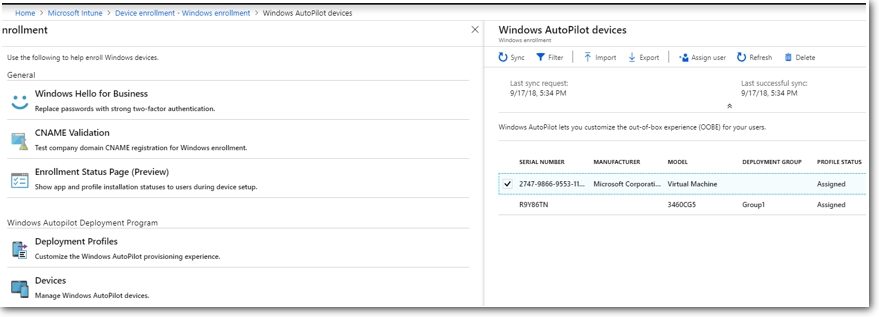 Home > Microsoft Intune > Device enrollment - Windows enrollment > Windows AutoPilot devices
nrollment
Use the following to help enroll Windows devices.
General
Windows Hello for Business
Replace passwords with strong two-factor authentication.
CNAME Validation
Test company domain CNAME registration for Windows enrollment.
Enrollment Status Page (Preview)
Show app and profile installation statuses to users during device setup.
Windows Autopilot Deployment Program
Deployment Profiles
Customize the Windows AutoPilot provisioning experience.
Devices
Manage Windows AutoPilot devices.
Windows AutoPilot devices
Windows enrollment
Sync Filter Import Export Assign user Refresh Delete
Last sync request: Last successful sync:
9/17/18, 5:34 PM 9/17/18, 5:34 PM
Windows AutoPilot lets you customize the out-of-box experience (OOBE) for your users.
SERIAL NUMBER MANUFACTURER MODEL DEPLOYMENT GROUP PROFILE STATUS
2747-9866-9553-11... Microsoft Corporati... Virtual Machine Assigned
R9Y86TN 3460CG5 Group1 Assigned